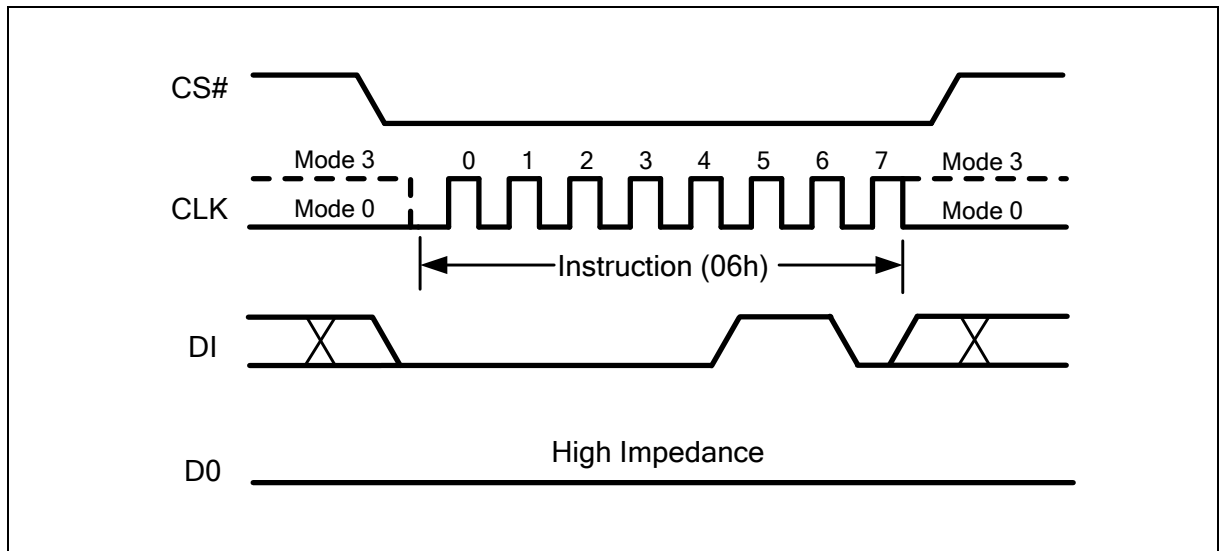 CS#
Mode 3 0 1 2 3 4 5 6 7 Mode 3
CLK
Mode 0 Mode 0
Instruction (06h)
DI
High Impedance
D0